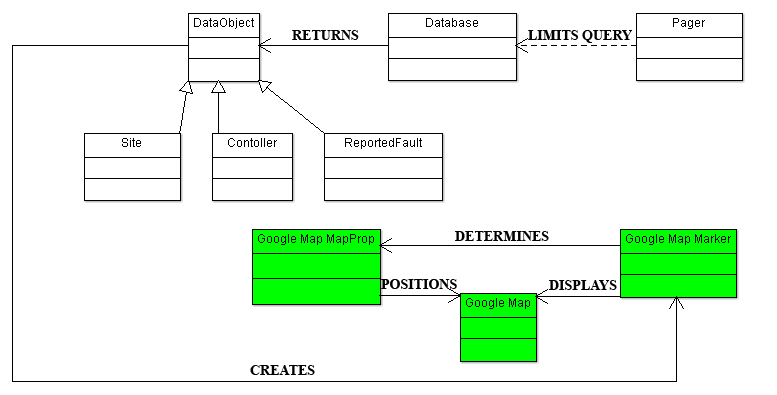 DataObject
RETURNS
Database
LIMITS QUERY
Pager
Site
Contoller
ReportedFault
Google Map MapProp
DETERMINES
Google Map Marker
POSITIONS
Google Map
DISPLAYS
CREATES